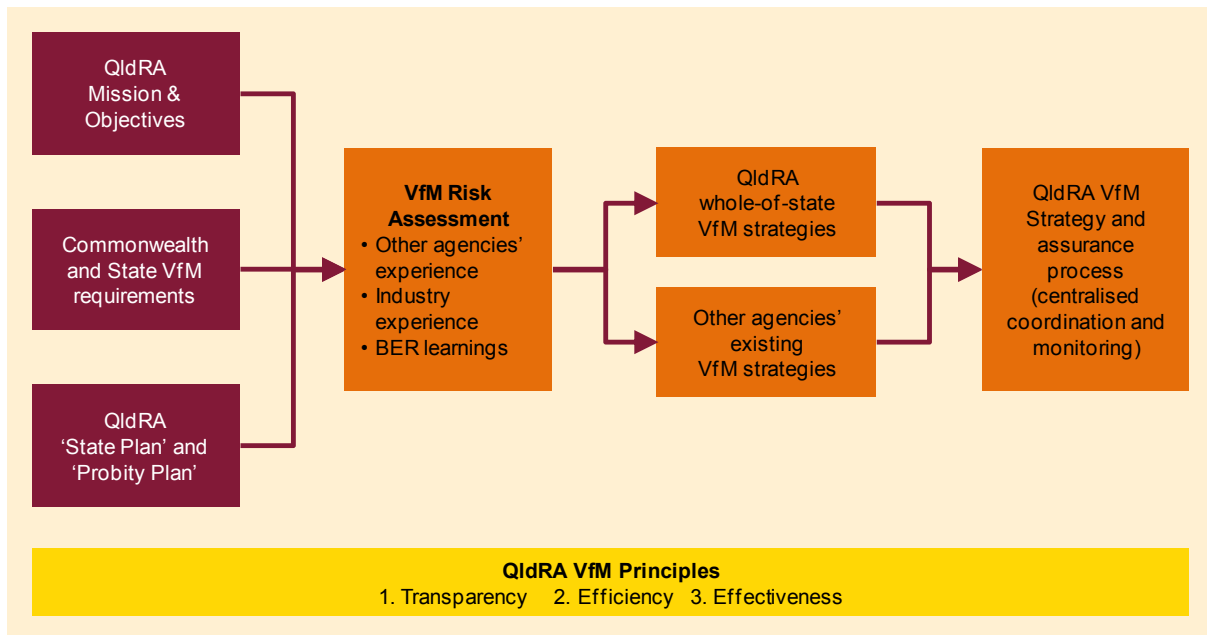 QldRA
Mission &
Objectives
Commonwealth
and State VfM
requirements
QldRA
‘State Plan’ and
‘Probity Plan’
VfM Risk
Assessment
• Other agencies’
experience
• Industry
experience
• BER learnings
QldRA
whole-of-state
VfM strategies
Other agencies’
existing
VfM strategies
QldRA VfM
Strategy and
assurance
process
(centralised
coordination and
monitoring)
QldRA VfM Principles
1. Transparency 2. Efficiency 3. Effectiveness